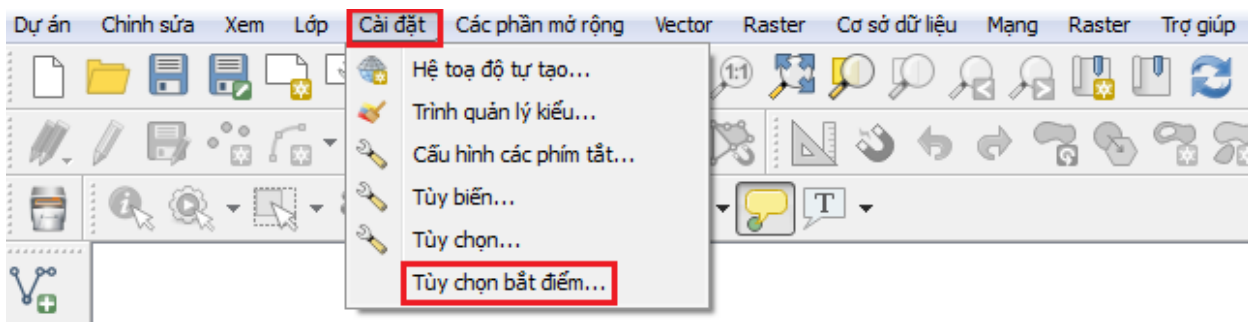 Dự án Chỉnh sửa Xem Lớp Cài đặt Các phần mở rộng Vector Raster Cơ sở dữ liệu Mạng Raster Trợ giúp
Hệ toạ độ tự tạo...
1:1
Trình quản lý kiểu...
Cấu hình các phím tắt...
Tùy biến...
T
Tùy chọn...
Tùy chọn bắt điểm...